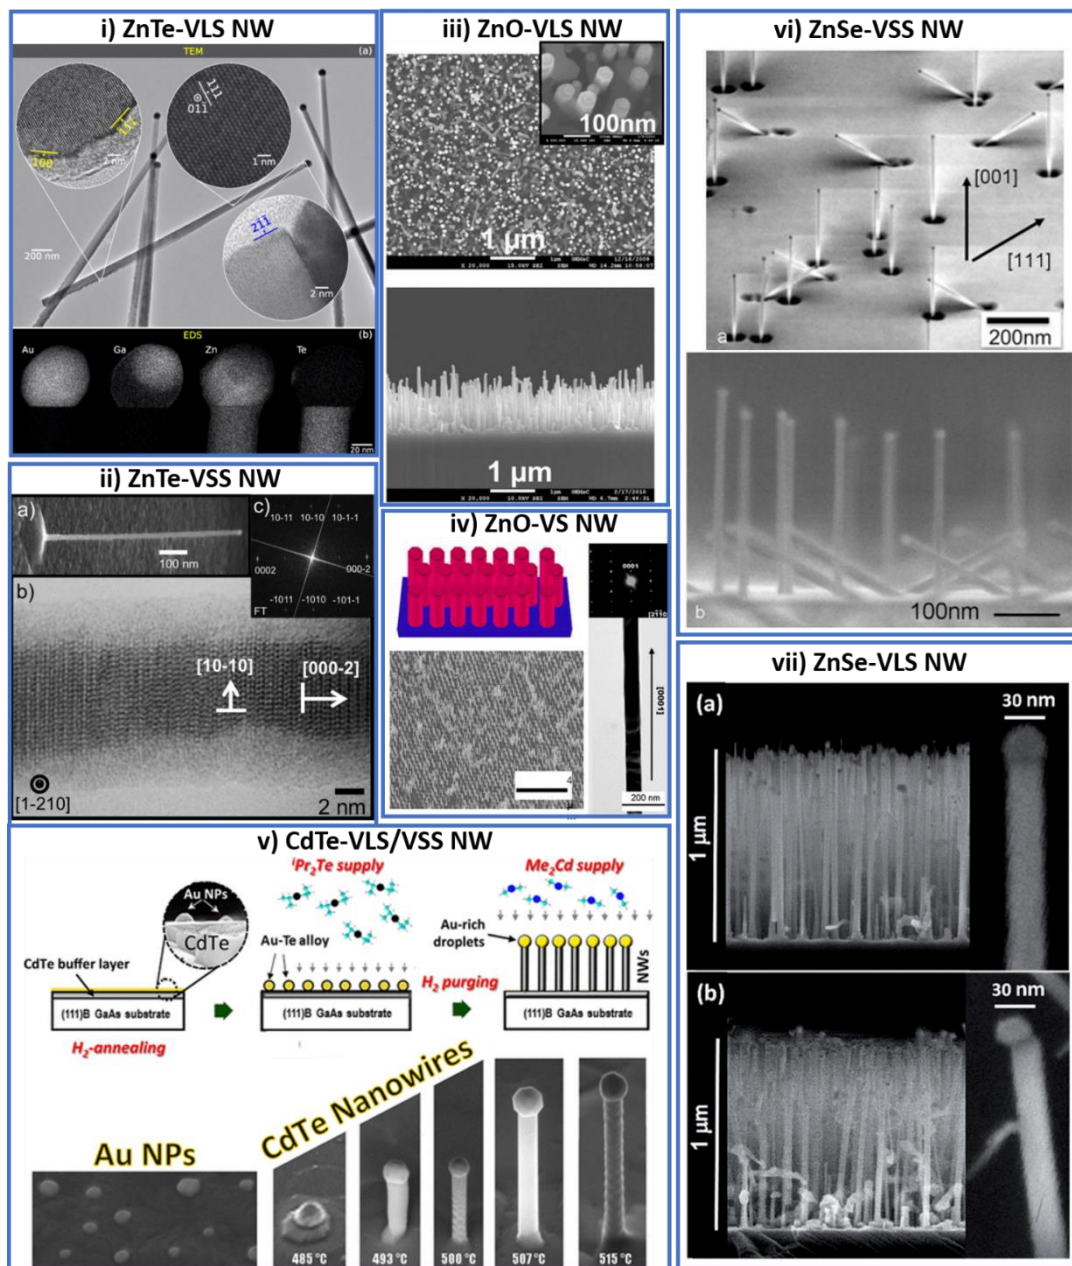 i) ZnTe-VLS NW
TEM
(a)
111
100
2 nm
111
011
1 nm
211
2 nm
200 nm
EDS
(b)
Au
Ga
Zn
Te
20 nm
ii) ZnTe-VSS NW
a)
100 nm
c)
10-11 10-10 10-1-1
0002
000-2
-1011 -1010 -101-1
FT
b)
[10-10]
[000-2]
[1-210]
2 nm
iii) ZnO-VLS NW
100nm
1 µm
1 µm
iv) ZnO-VS NW
0001
[0001]
4
200 nm
v) CdTe-VLS/VSS NW
iPr2Te supply
Me2Cd supply
Au NPs
CdTe
CdTe buffer layer
Au-Te alloy
Au-rich
droplets
NWs
H2 purging
(111)B GaAs substrate
(111)B GaAs substrate
(111)B GaAs substrate
H2-annealing
CdTe Nanowires
Au NPs
485 °C
493 °C
500 °C
507 °C
515 °C
vi) ZnSe-VSS NW
[001]
[111]
a
200nm
b
100nm
vii) ZnSe-VLS NW
(a)
30 nm
1 µm
(b)
30 nm
1 µm